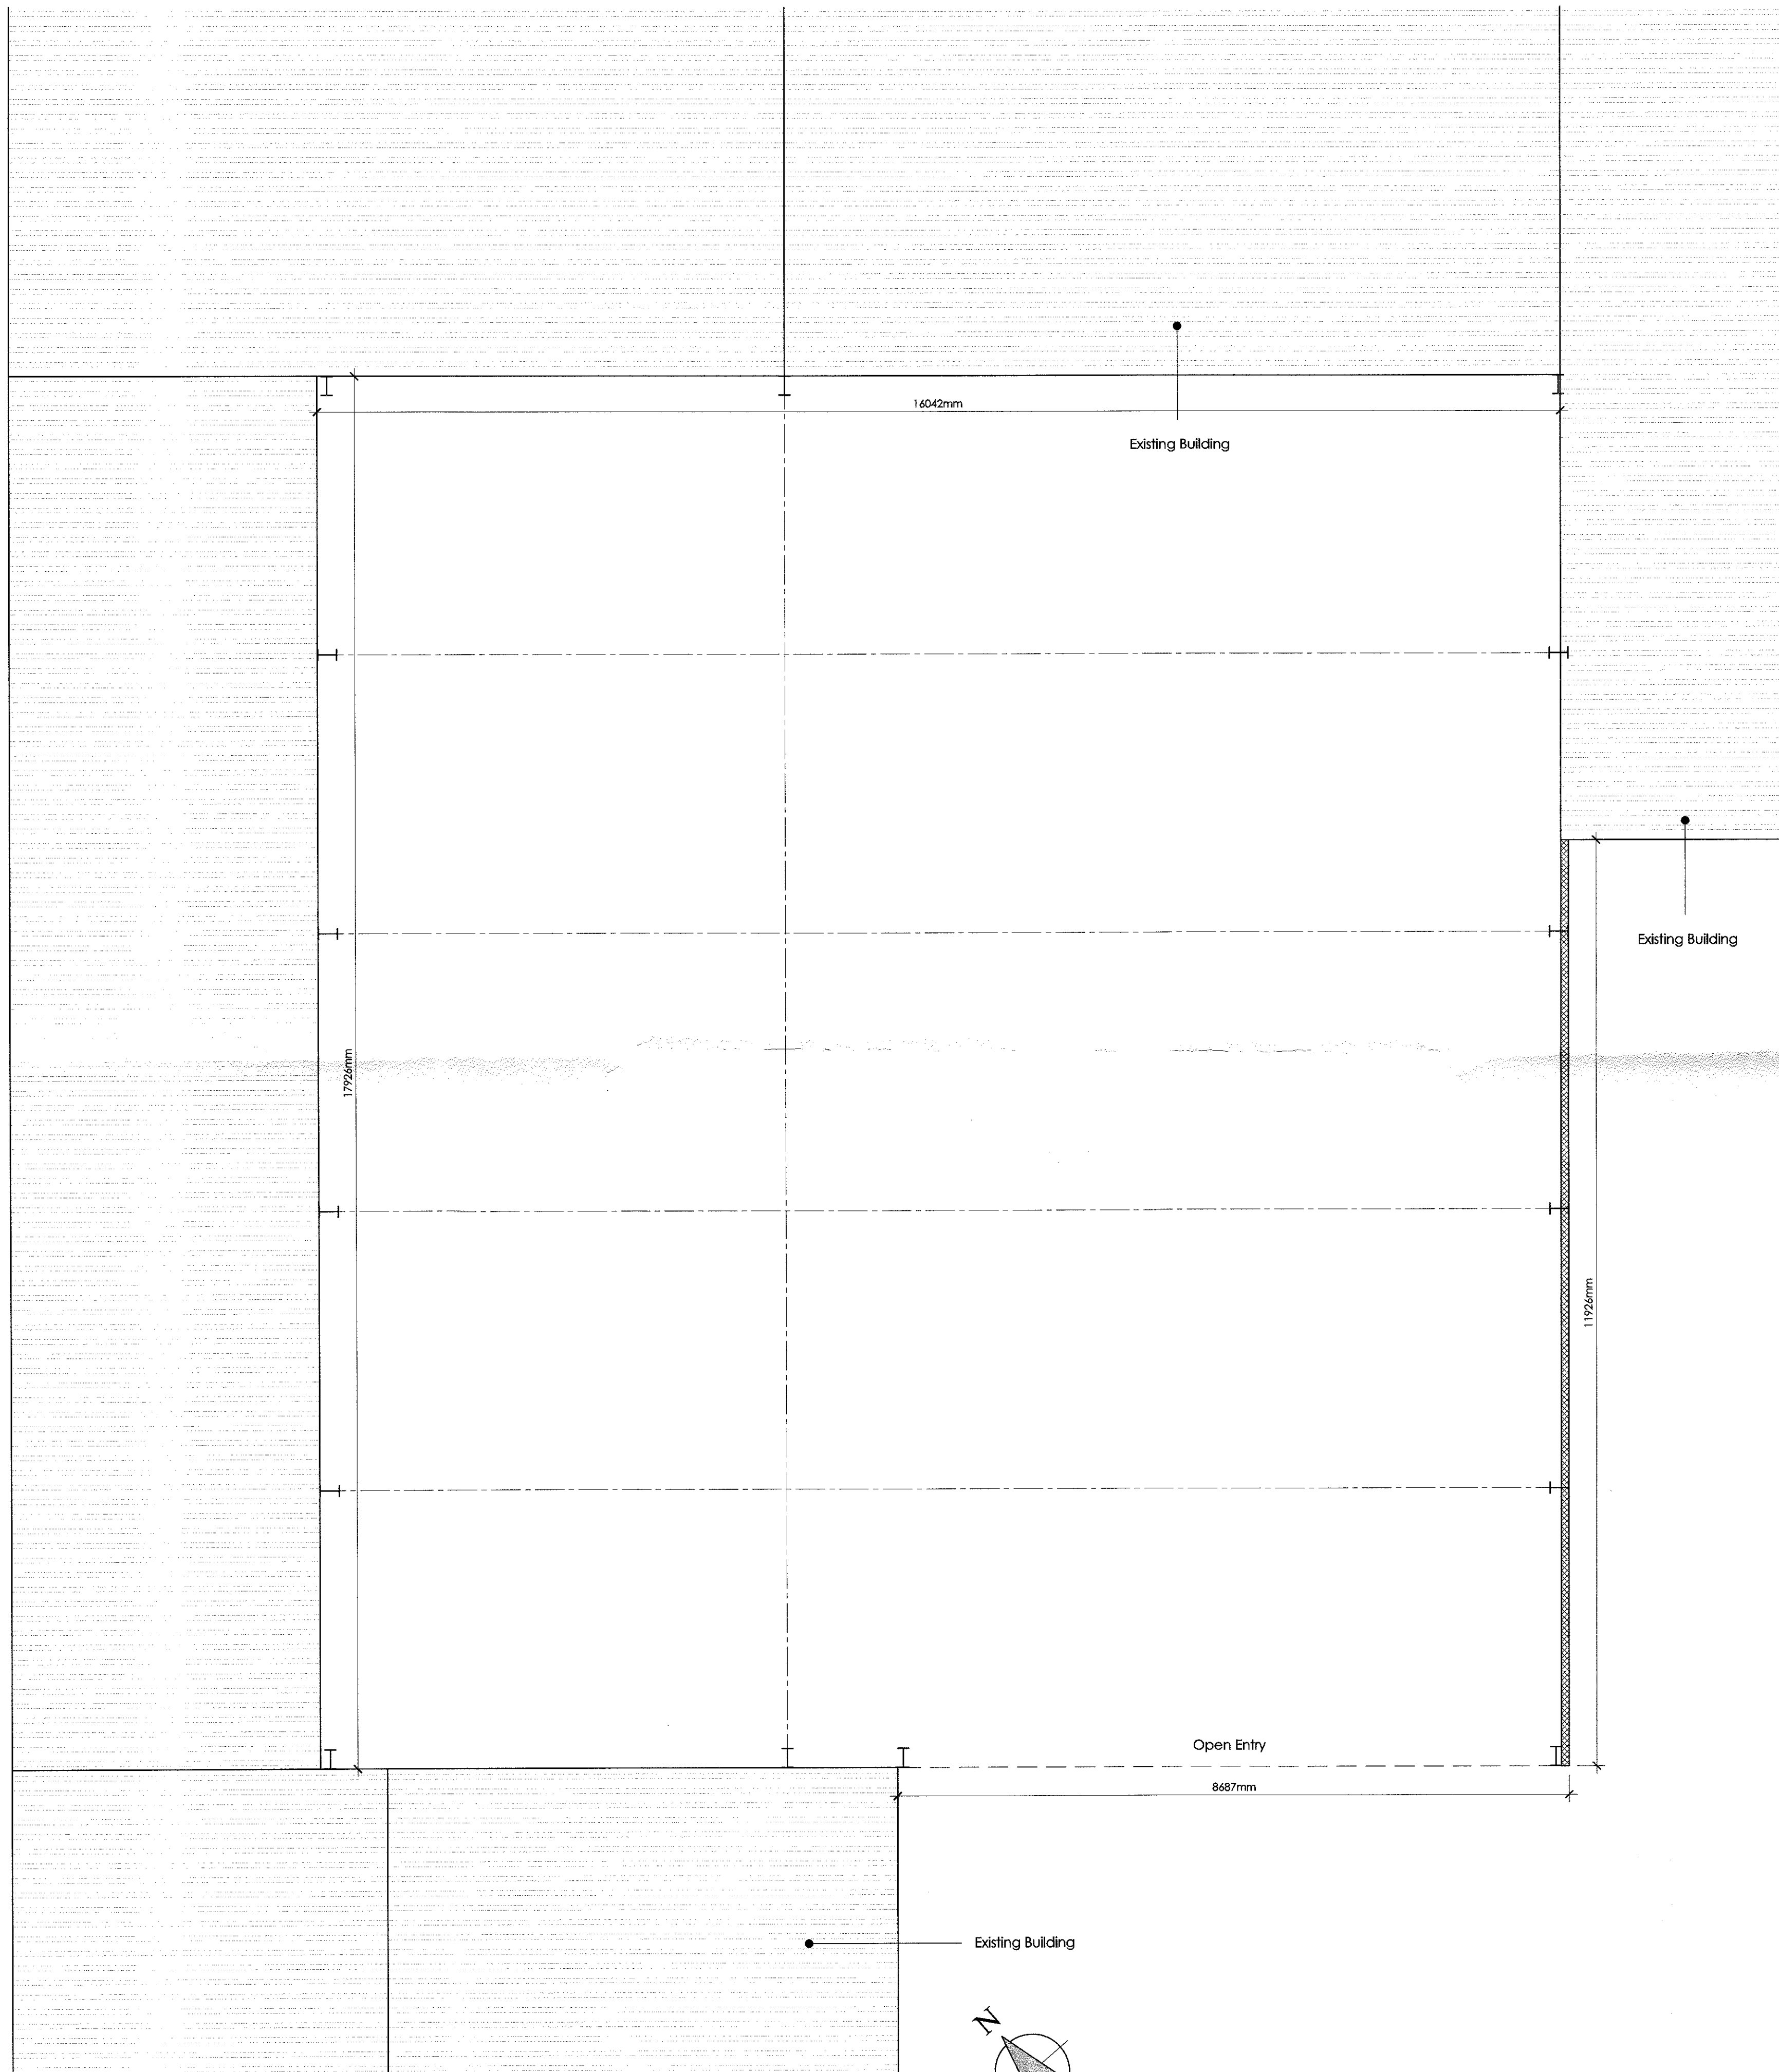 16042mm
Existing Building
Existing Building
17926mm
11926mm
Open Entry
8687mm
Existing Building
N